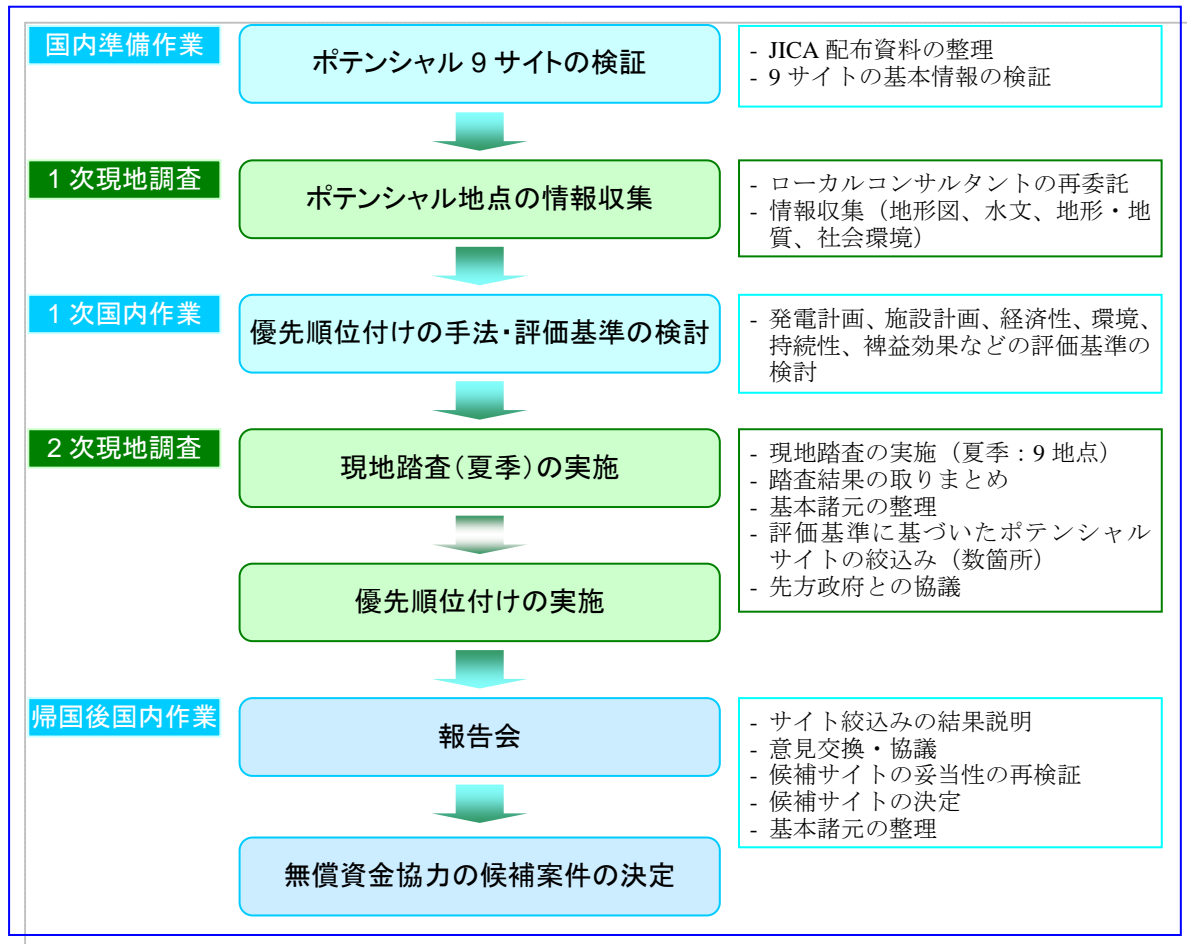 国内準備作業
ポテンシャル 9 サイトの検証
- JICA 配布資料の整理
- 9 サイトの基本情報の検証
1 次現地調査
ポテンシャル地点の情報収集
- ローカルコンサルタントの再委託
- 情報収集（地形図、水文、地形・地
質、社会環境）
1 次国内作業
優先順位付けの手法・評価基準の検討
- 発電計画、施設計画、経済性、環境、
持続性、裨益効果などの評価基準の
検討
2 次現地調査
現地踏査（夏季）の実施
- 現地踏査の実施（夏季：9 地点）
- 踏査結果の取りまとめ
- 基本諸元の整理
- 評価基準に基づいたポテンシャル
サイトの絞込み（数箇所）
- 先方政府との協議
優先順位付けの実施
帰国後国内作業
報告会
- サイト絞込みの結果説明
- 意見交換・協議
- 候補サイトの妥当性の再検証
- 候補サイトの決定
- 基本諸元の整理
無償資金協力の候補案件の決定